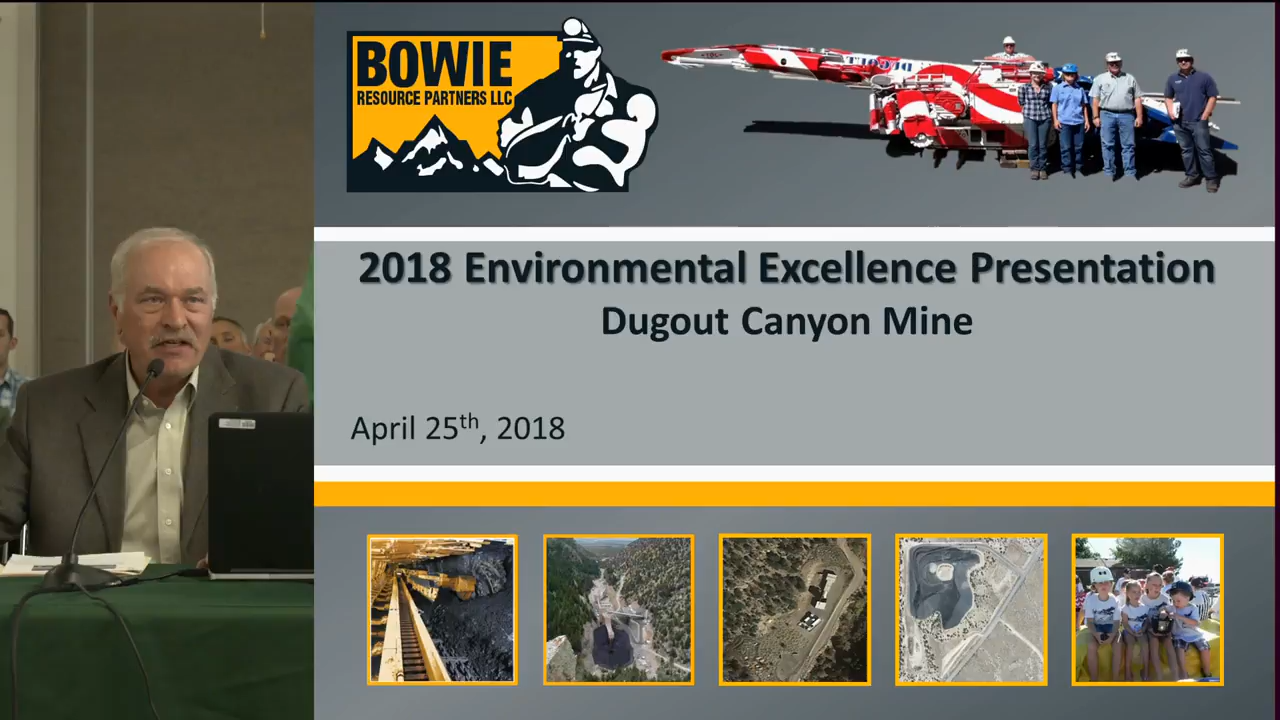 BOWIE
RESOURCE PARTNERS LLC
2018 Environmental Excellence Presentation
Dugout Canyon Mine
April 25th, 2018